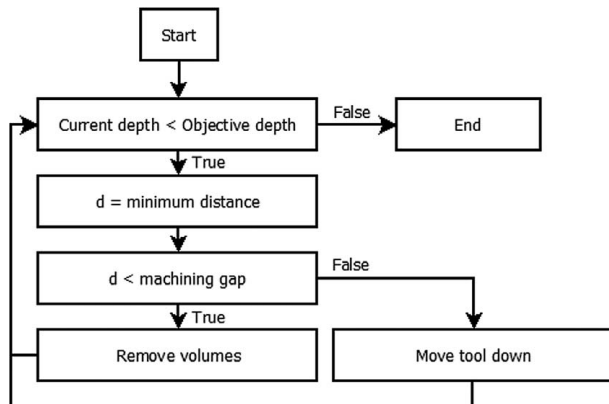 Start
Current depth < Objective depth
False
End
True
d = minimum distance
d < machining gap
False
True
Remove volumes
Move tool down